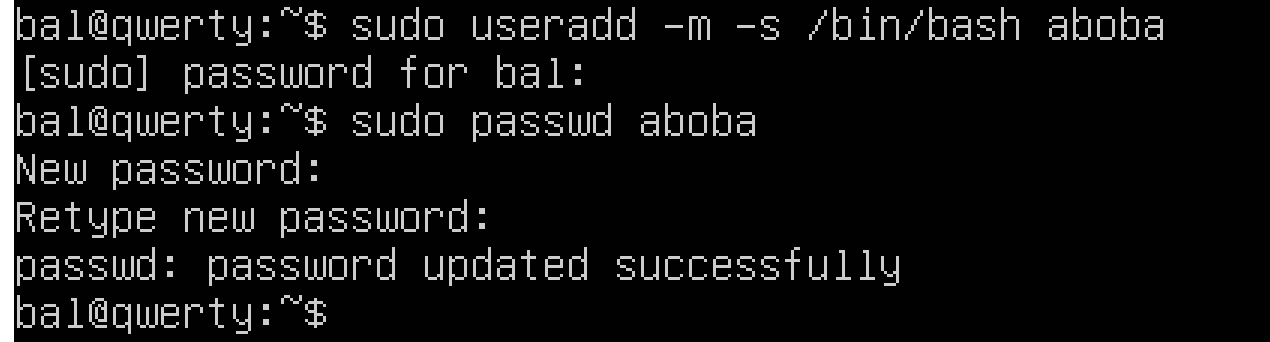 bal@qwerty:~$ sudo useradd -m -s /bin/bash aboba
[sudo] password for bal:
bal@qwerty:~$ sudo passwd aboba
New password:
Retype new password:
passwd: password updated successfully
bal@qwerty:~$